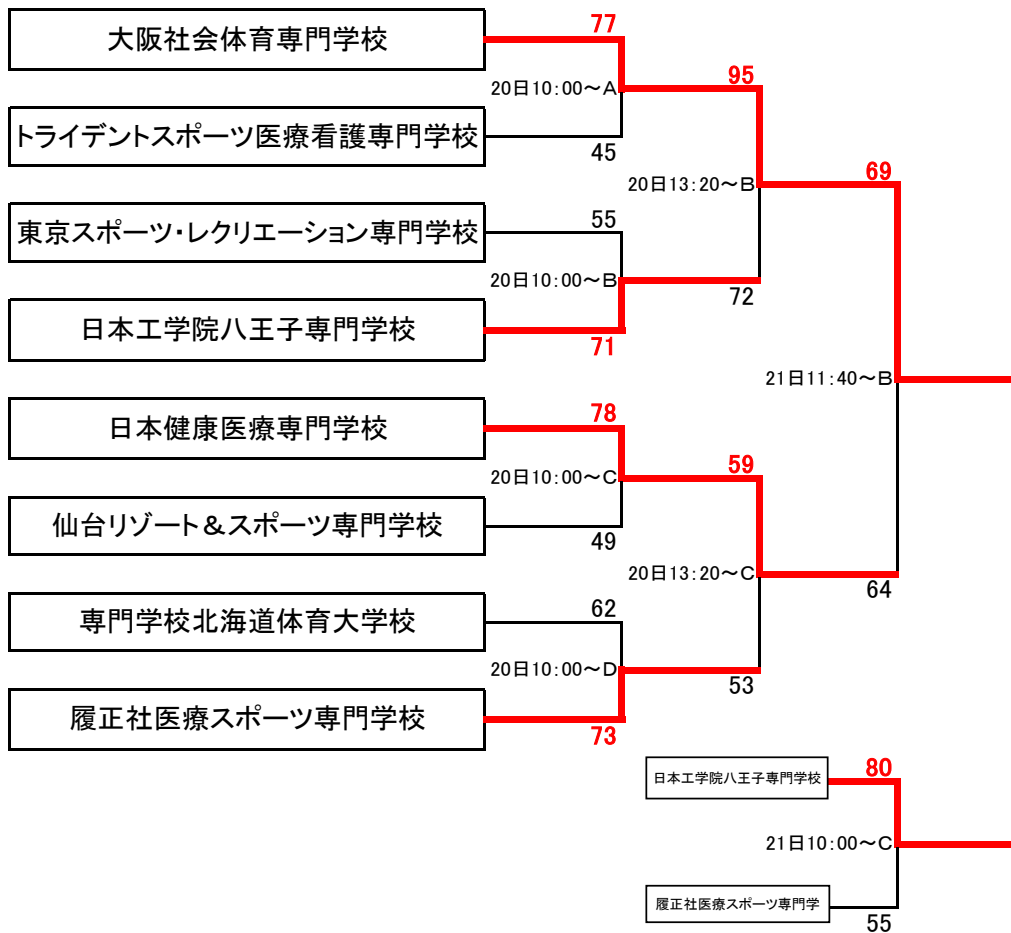 大阪社会体育専門学校
77
20日10:00～A
95
トライデントスポーツ医療看護専門学校
45
20日13:20～B
69
東京スポーツ・レクリエーション専門学校
55
20日10:00～B
72
日本工学院八王子専門学校
71
21日11:40～B
日本健康医療専門学校
78
20日10:00～C
59
仙台リゾート＆スポーツ専門学校
49
20日13:20～C
64
専門学校北海道体育大学校
62
20日10:00～D
53
履正社医療スポーツ専門学校
73
日本工学院八王子専門学校
80
21日10:00～C
履正社医療スポーツ専門学
55